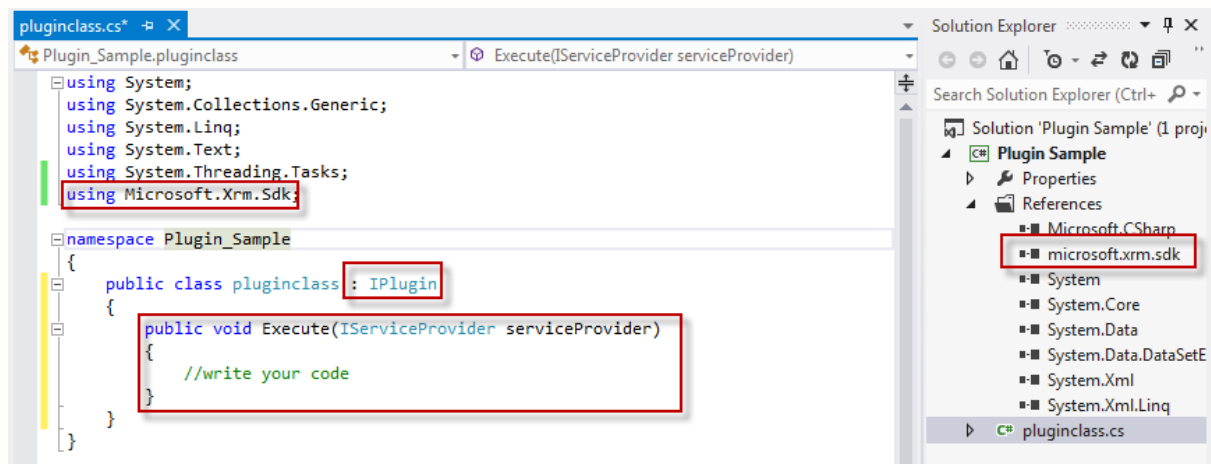 pluginclass.cs*
Plugin_Sample.pluginclass
Execute(IServiceProvider serviceProvider)
using System;
using System.Collections.Generic;
using System.Linq;
using System.Text;
using System.Threading.Tasks;
using Microsoft.Xrm.Sdk;
namespace Plugin_Sample
{
public class pluginclass : IPlugin
{
public void Execute(IServiceProvider serviceProvider)
{
//write your code
}
}
}
Solution Explorer
Search Solution Explorer (Ctrl+
Solution 'Plugin Sample' (1 proj
C# Plugin Sample
Properties
References
Microsoft.CSharp
microsoft.xrm.sdk
System
System.Core
System.Data
System.Data.DataSetE
System.Xml
System.Xml.Linq
C# pluginclass.cs